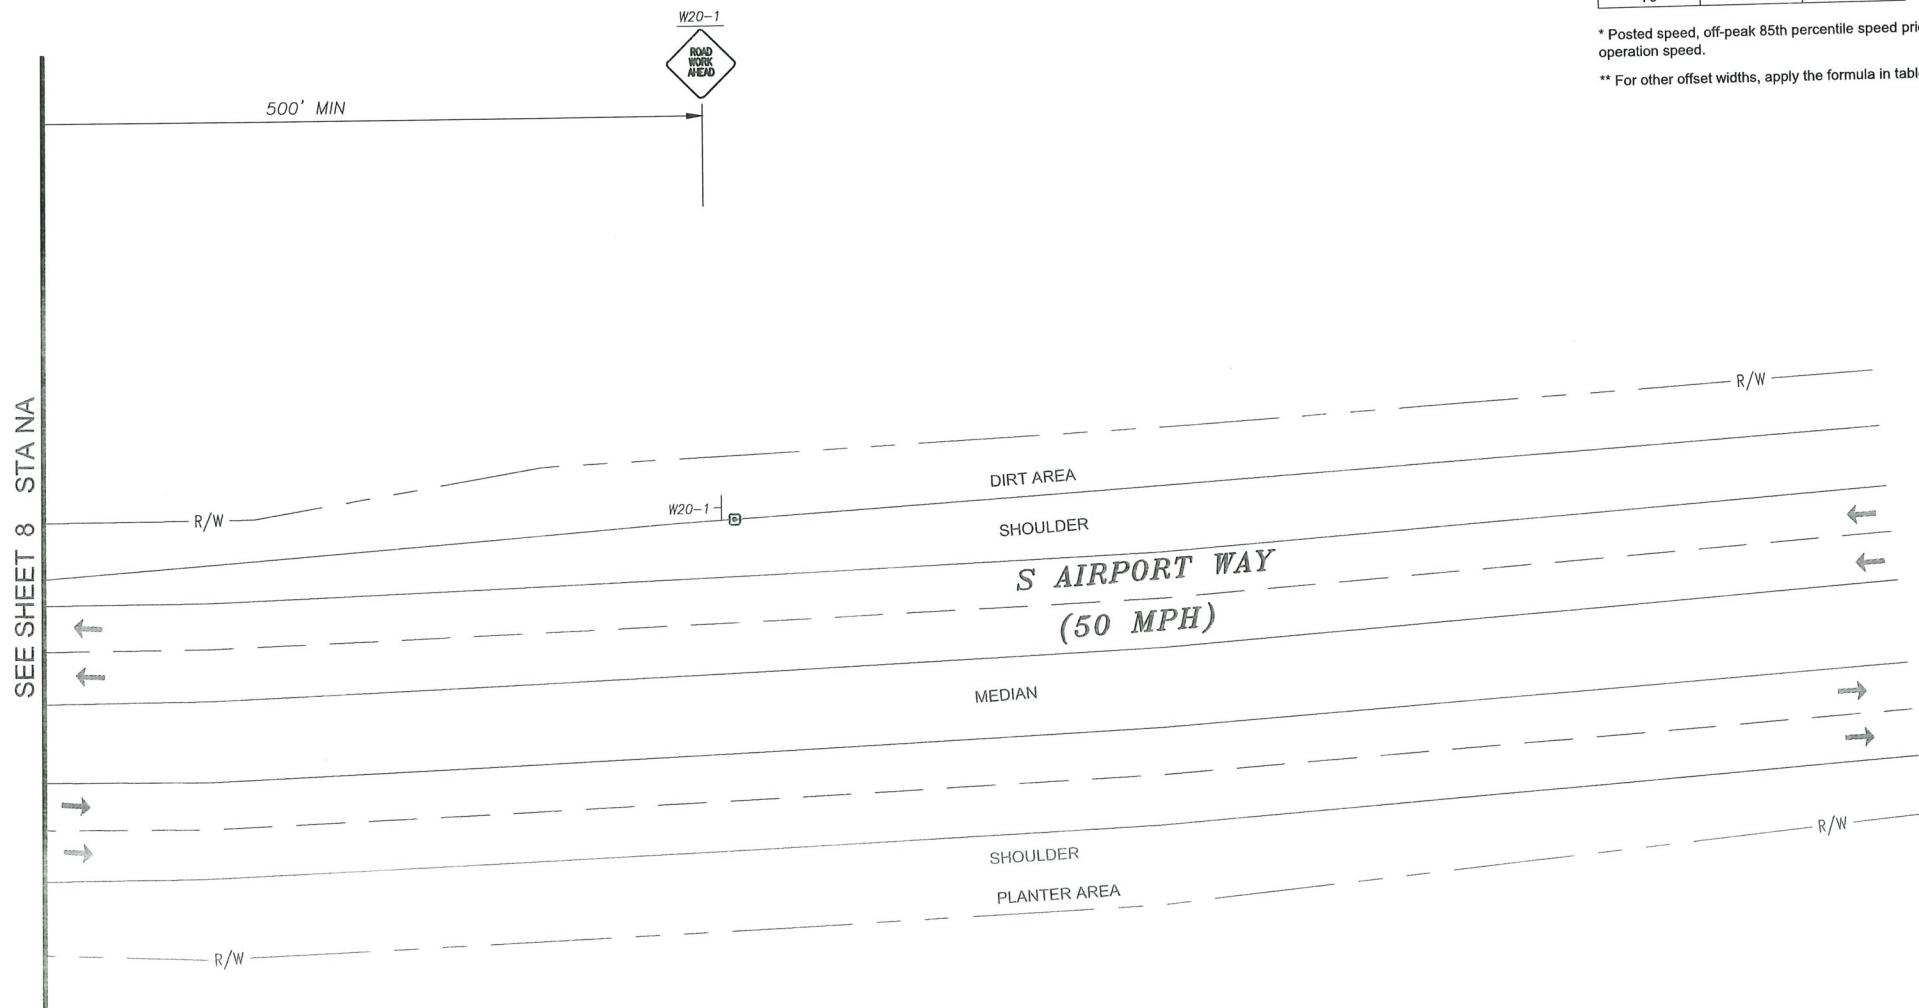 W20-1
ROAD
WORK
AHEAD
500' MIN
* Posted speed, off-peak 85th percentile speed
operation speed.
** For other offset widths, apply the formula in
SEE SHEET 8 STA NA
R/W
R/W
DIRT AREA
W20-1
SHOULDER
S AIRPORT WAY
(50 MPH)
MEDIAN
SHOULDER
PLANTER AREA
R/W
R/W